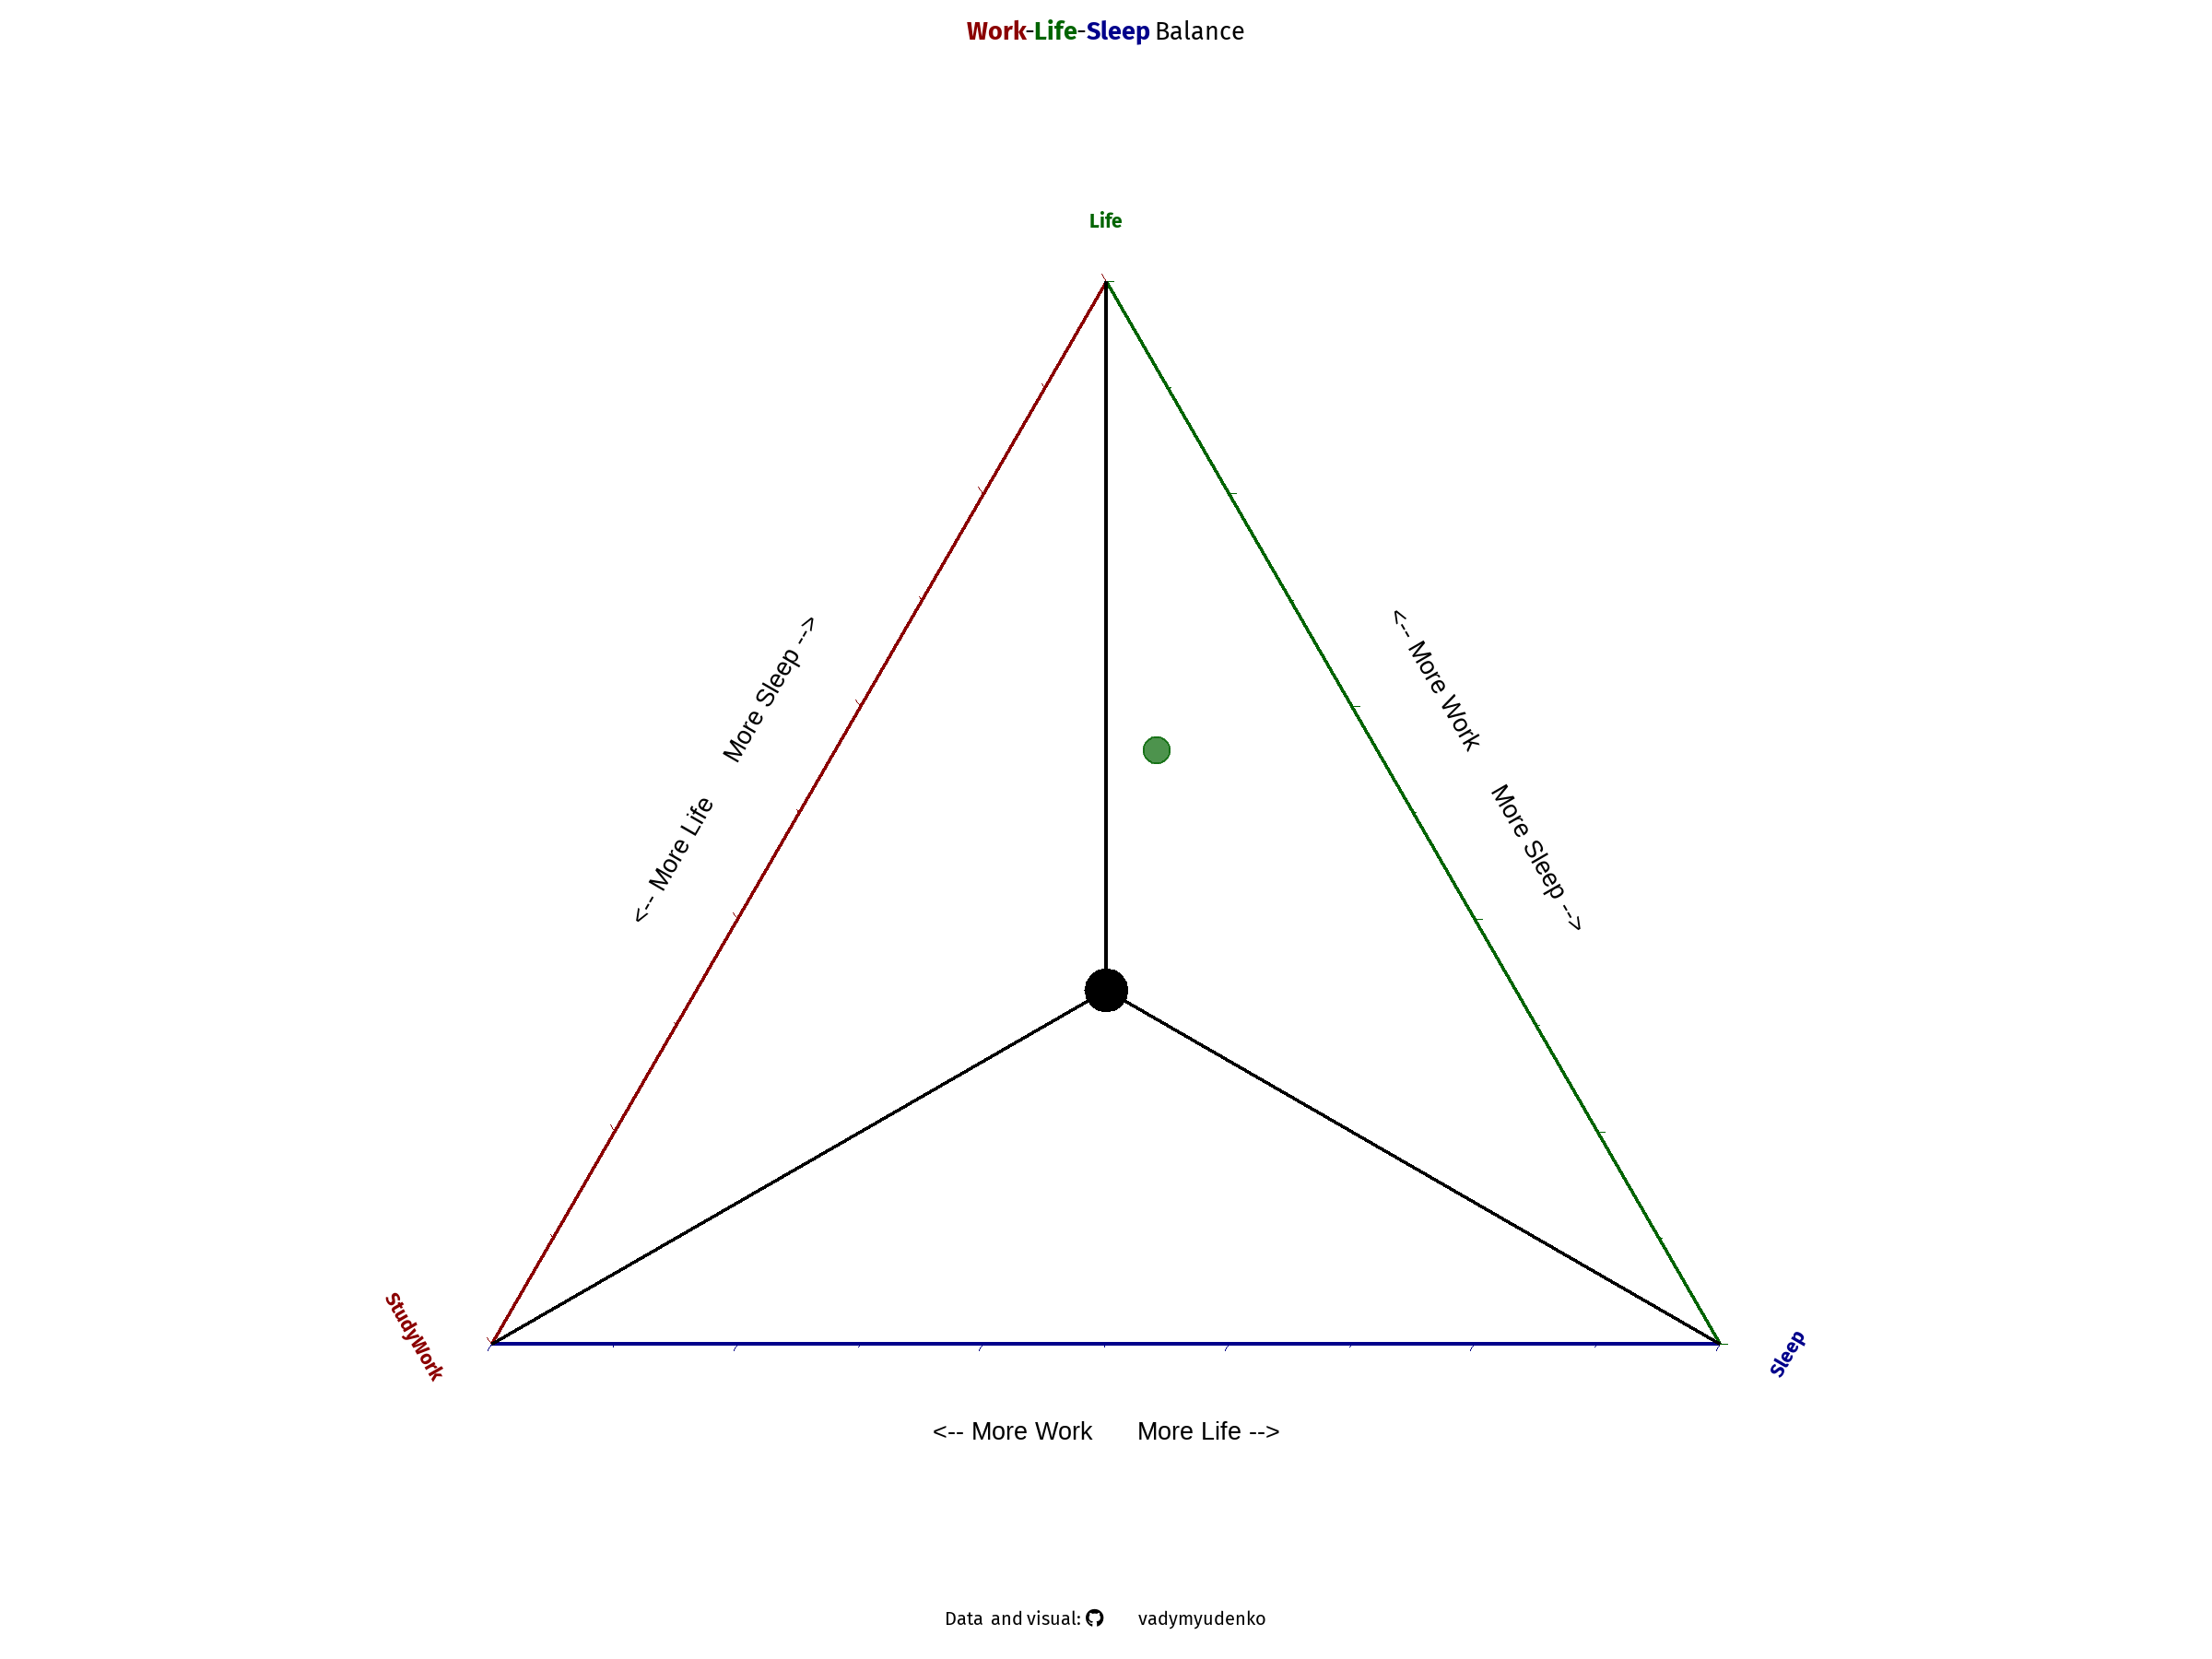 Work-Life-Sleep Balance
Life
<-- More Life   More Sleep -->
<-- More Work   More Sleep -->
StudyWork
Sleep
<-- More Work   More Life -->
Data and visual: vadymyudenko